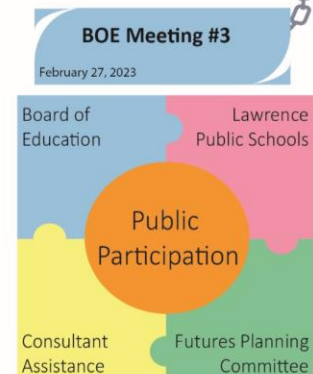 BOE Meeting #3
February 27, 2023
Board of
Education
Lawrence
Public Schools
Public
Participation
Consultant
Assistance
Futures Planning
Committee